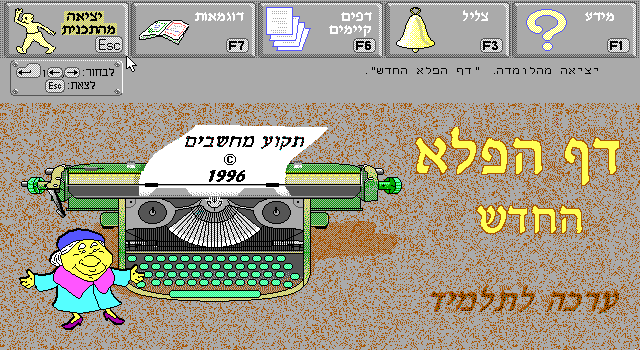 מידע
F1
צליל
F3
דפים
קיימים
F6
דוגמאות
F7
יציאה
מהתכנית
Esc
לבחור:
לצאת: Esc
יציאה מהלומדה. "דף הפלא החדש".
תקוע מחשבים
©
1996
דף הפלא
החדש
ערכה לתלמיד